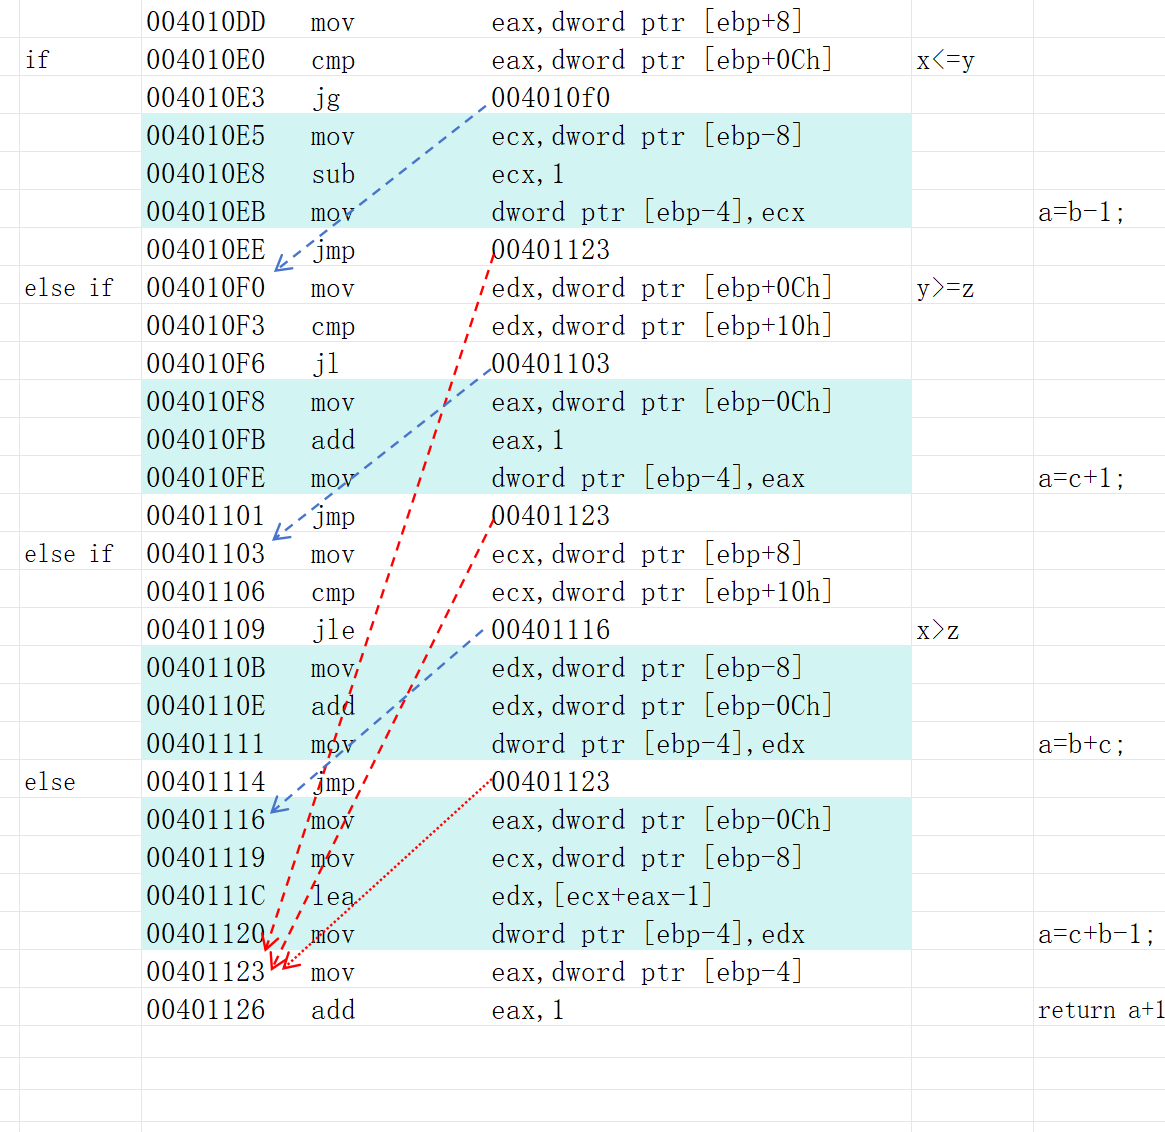 004010DD mov eax,dword ptr [ebp+8]
if 004010E0 cmp eax,dword ptr [ebp+0Ch] x<=y
004010E3 jg 004010f0
004010E5 mov ecx,dword ptr [ebp-8]
004010E8 sub ecx,1
004010EB mov dword ptr [ebp-4],ecx a=b-1;
004010EE jmp 00401123
else if 004010F0 mov edx,dword ptr [ebp+0Ch] y>=z
004010F3 cmp edx,dword ptr [ebp+10h]
004010F6 jl 00401103
004010F8 mov eax,dword ptr [ebp-0Ch]
004010FB add eax,1
004010FE mov dword ptr [ebp-4],eax a=c+1;
00401101 jmp 00401123
else if 00401103 mov ecx,dword ptr [ebp+8]
00401106 cmp ecx,dword ptr [ebp+10h]
00401109 jle 00401116 x>z
0040110B mov edx,dword ptr [ebp-8]
0040110E add edx,dword ptr [ebp-0Ch]
00401111 mov dword ptr [ebp-4],edx a=b+c;
else 00401114 jmp 00401123
00401116 mov eax,dword ptr [ebp-0Ch]
00401119 mov ecx,dword ptr [ebp-8]
0040111C lea edx,[ecx+eax-1]
00401120 mov dword ptr [ebp-4],edx a=c+b-1;
00401123 mov eax,dword ptr [ebp-4]
00401126 add eax,1 return a+1